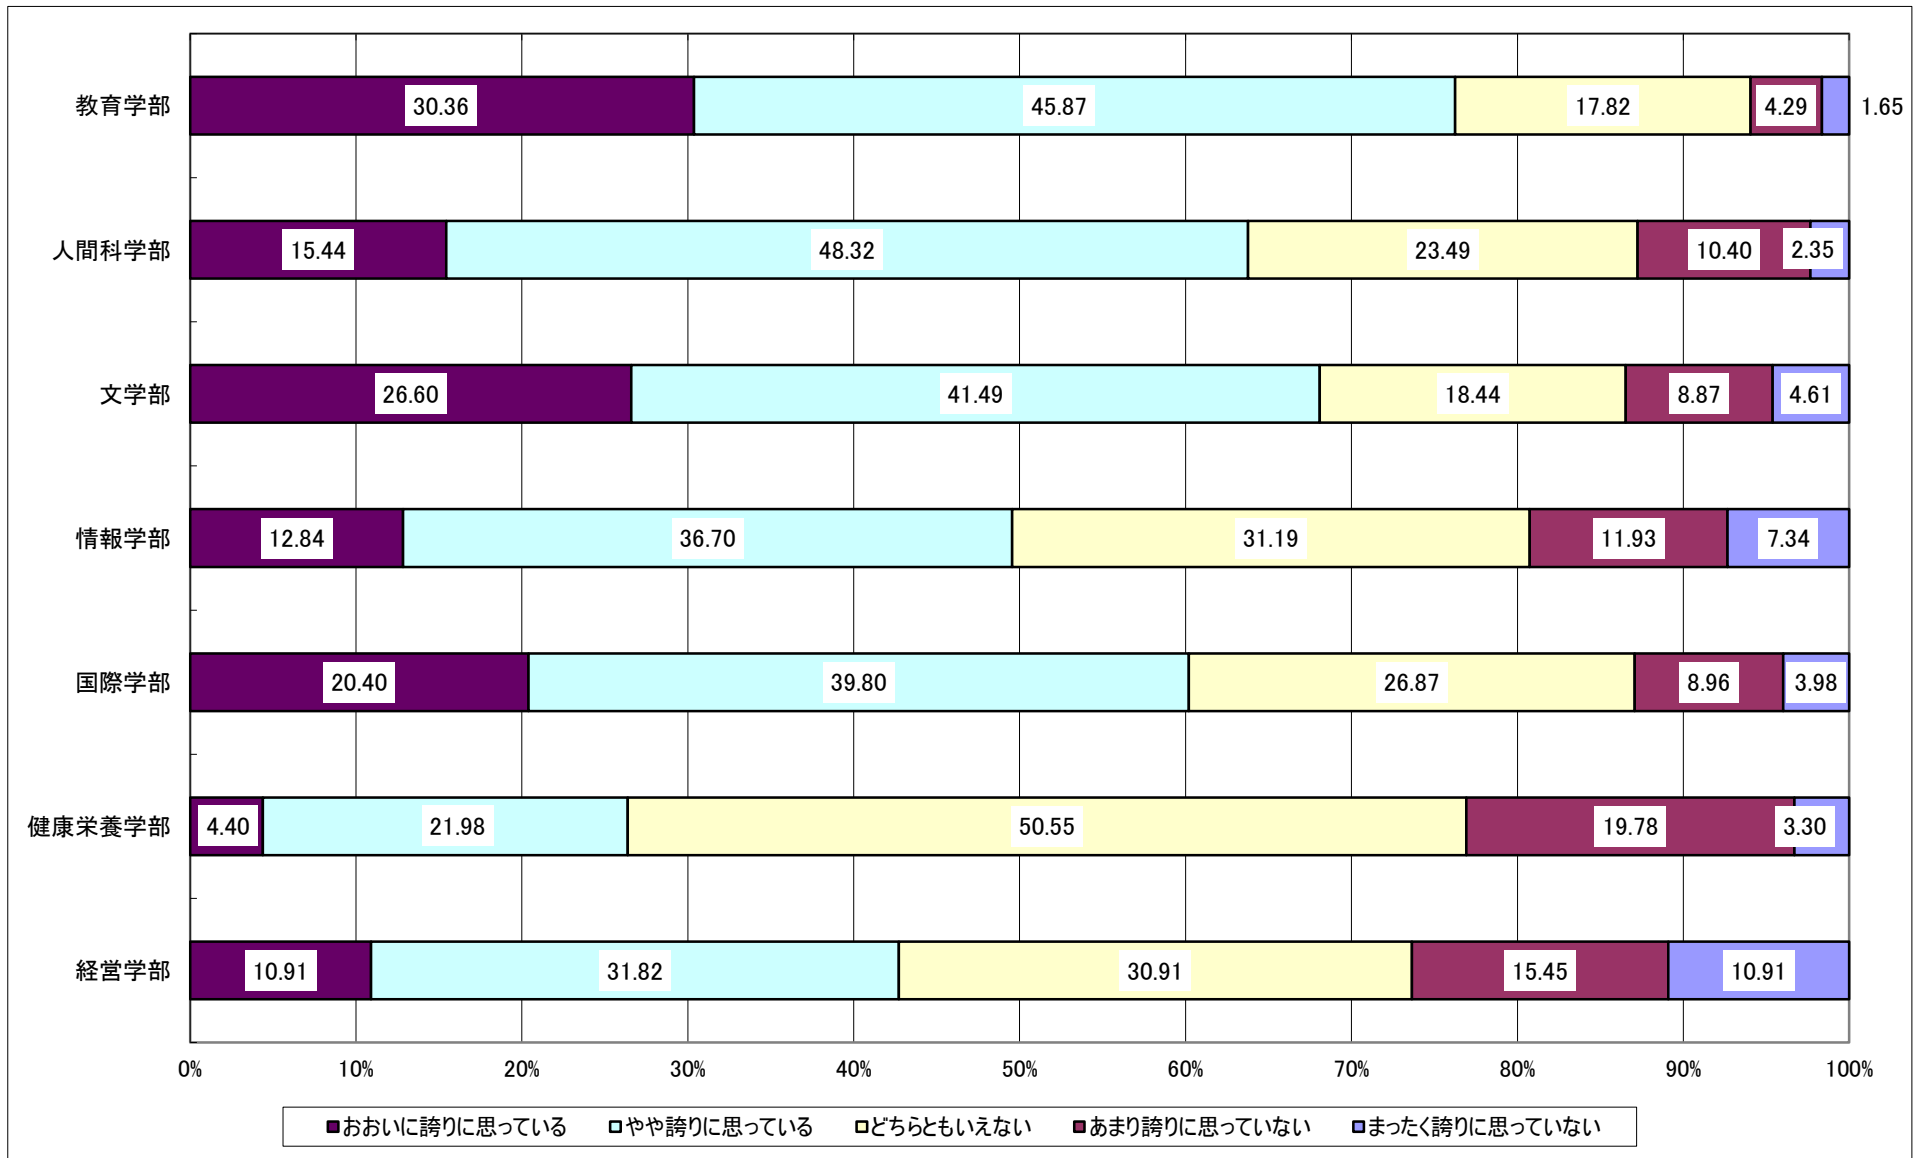 教育学部 30.36 45.87 17.82 4.29 1.65
人間科学部 15.44 48.32 23.49 10.40 2.35
文学部 26.60 41.49 18.44 8.87 4.61
情報学部 12.84 36.70 31.19 11.93 7.34
国際学部 20.40 39.80 26.87 8.96 3.98
健康栄養学部 4.40 21.98 50.55 19.78 3.30
経営学部 10.91 31.82 30.91 15.45 10.91
0% 10% 20% 30% 40% 50% 60% 70% 80% 90% 100%
おおいに誇りに思っている やや誇りに思っている どちらともいえない あまり誇りに思っていない まったく誇りに思っていない